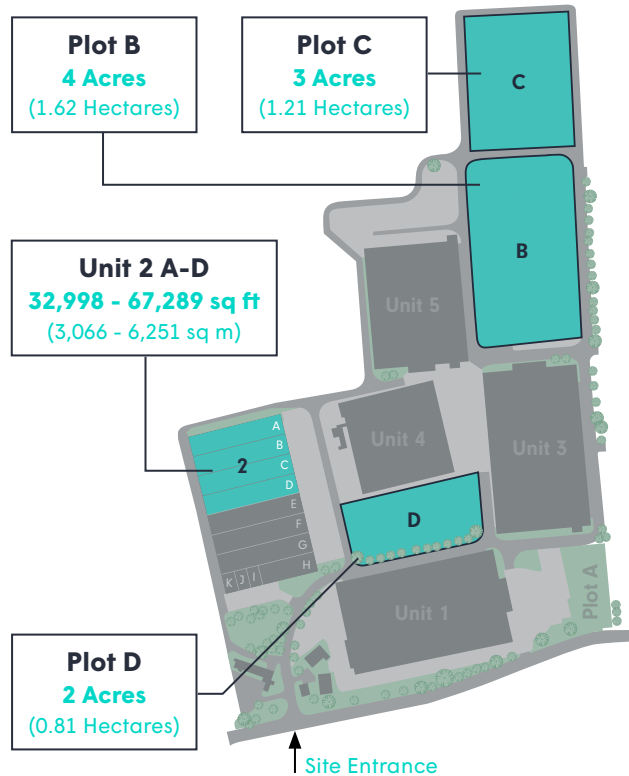 Plot B
4 Acres
(1.62 Hectares)
Plot C
3 Acres
(1.21 Hectares)
C
B
Unit 2 A-D
32,998 - 67,289 sq ft
(3,066 - 6,251 sq m)
Unit 5
Unit 4
Unit 3
A
B
2
C
D
E
F
G
H
K J I
D
Unit 1
Plot A
Plot D
2 Acres
(0.81 Hectares)
Site Entrance